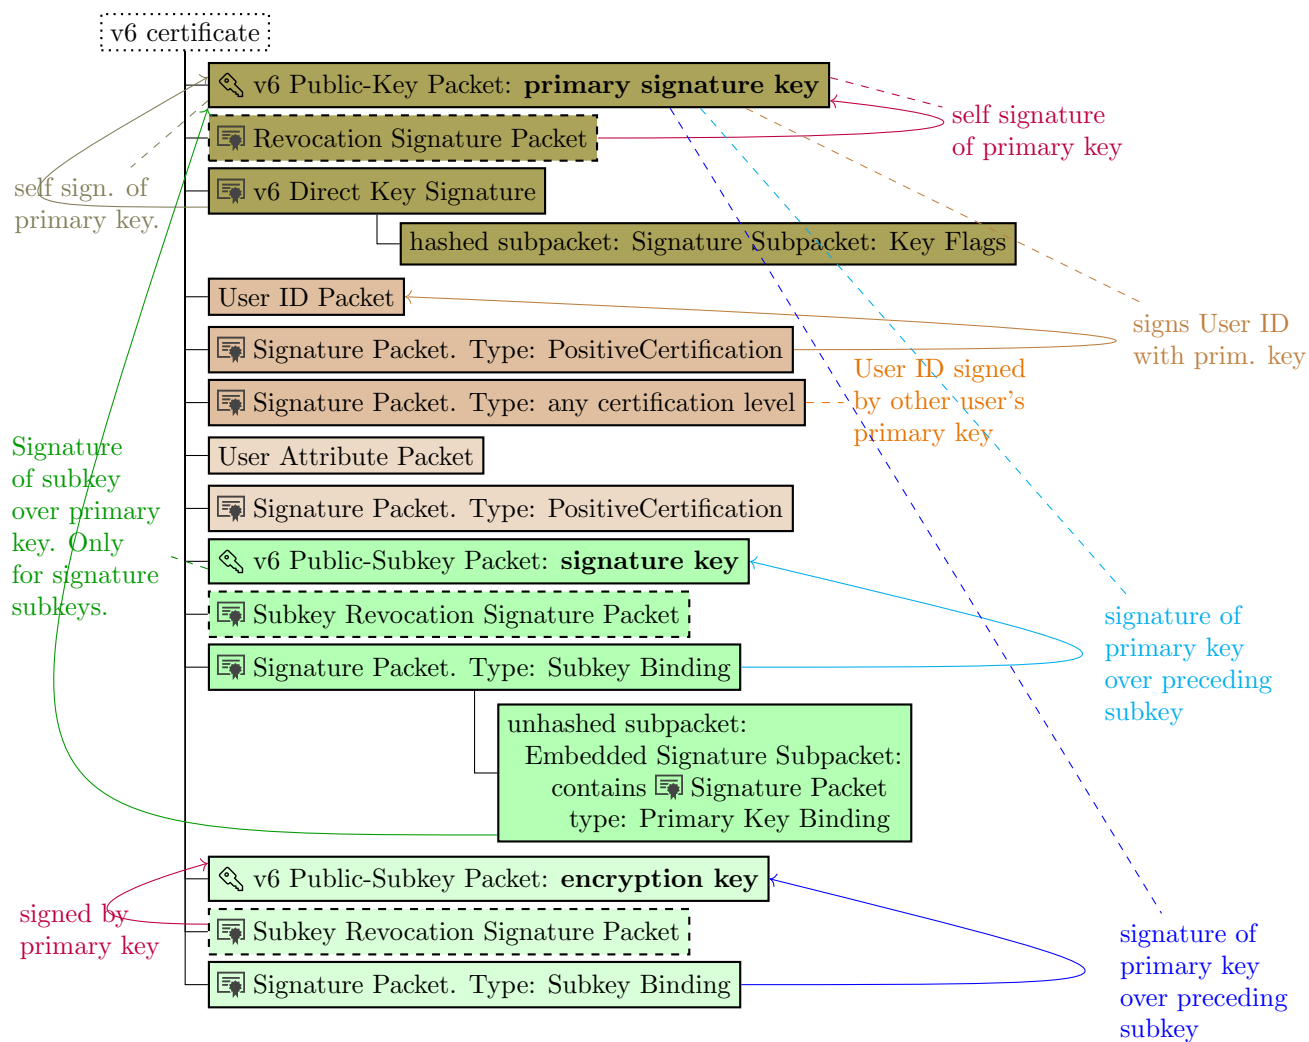 v6 certificate
v6 Public-Key Packet: primary signature key
self signature
of primary key
Revocation Signature Packet
v6 Direct Key Signature
self sign. of
primary key.
hashed subpacket: Signature Subpacket: Key Flags
User ID Packet
signs User ID
with prim. key
Signature Packet. Type: PositiveCertification
User ID signed
by other user's
primary key
Signature Packet. Type: any certification level
User Attribute Packet
Signature
of subkey
over primary
key. Only
for signature
subkeys.
Signature Packet. Type: PositiveCertification
v6 Public-Subkey Packet: signature key
Subkey Revocation Signature Packet
signature of
primary key
over preceding
subkey
Signature Packet. Type: Subkey Binding
unhashed subpacket:
Embedded Signature Subpacket:
contains Signature Packet
type: Primary Key Binding
v6 Public-Subkey Packet: encryption key
signed by
primary key
Subkey Revocation Signature Packet
signature of
primary key
over preceding
subkey
Signature Packet. Type: Subkey Binding